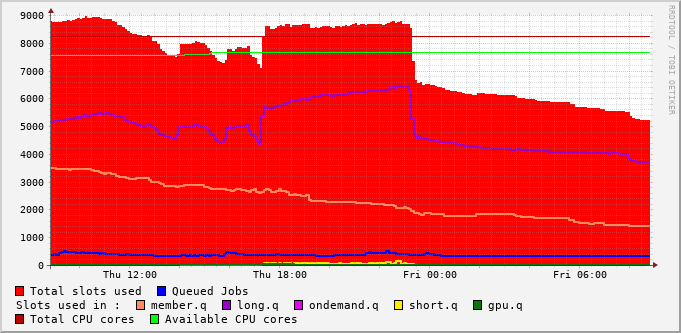 9000
8000
7000
6000
5000
4000
3000
2000
1000
0
Thu 12:00 Thu 18:00 Fri 00:00 Fri 06:00
RRDTOOL / TOBI OETIKER
Total slots used Queued Jobs
Slots used in : member.q long.q ondemand.q short.q gpu.q
Total CPU cores Available CPU cores